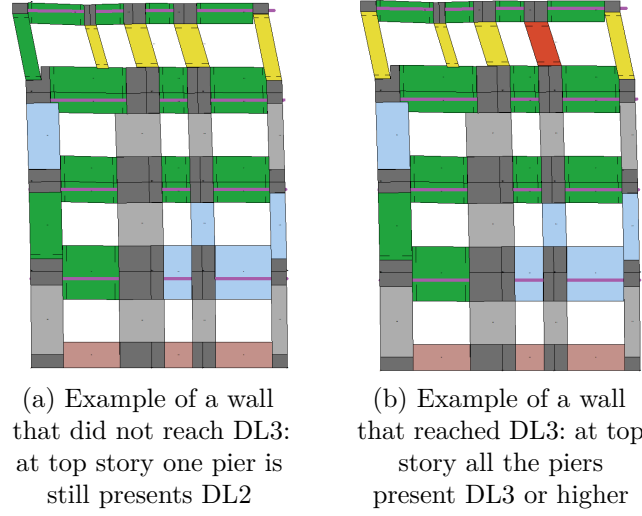 (a) Example of a wall
that did not reach DL3:
at top story one pier is
still presents DL2
(b) Example of a wall
that reached DL3: at top
story all the piers
present DL3 or higher